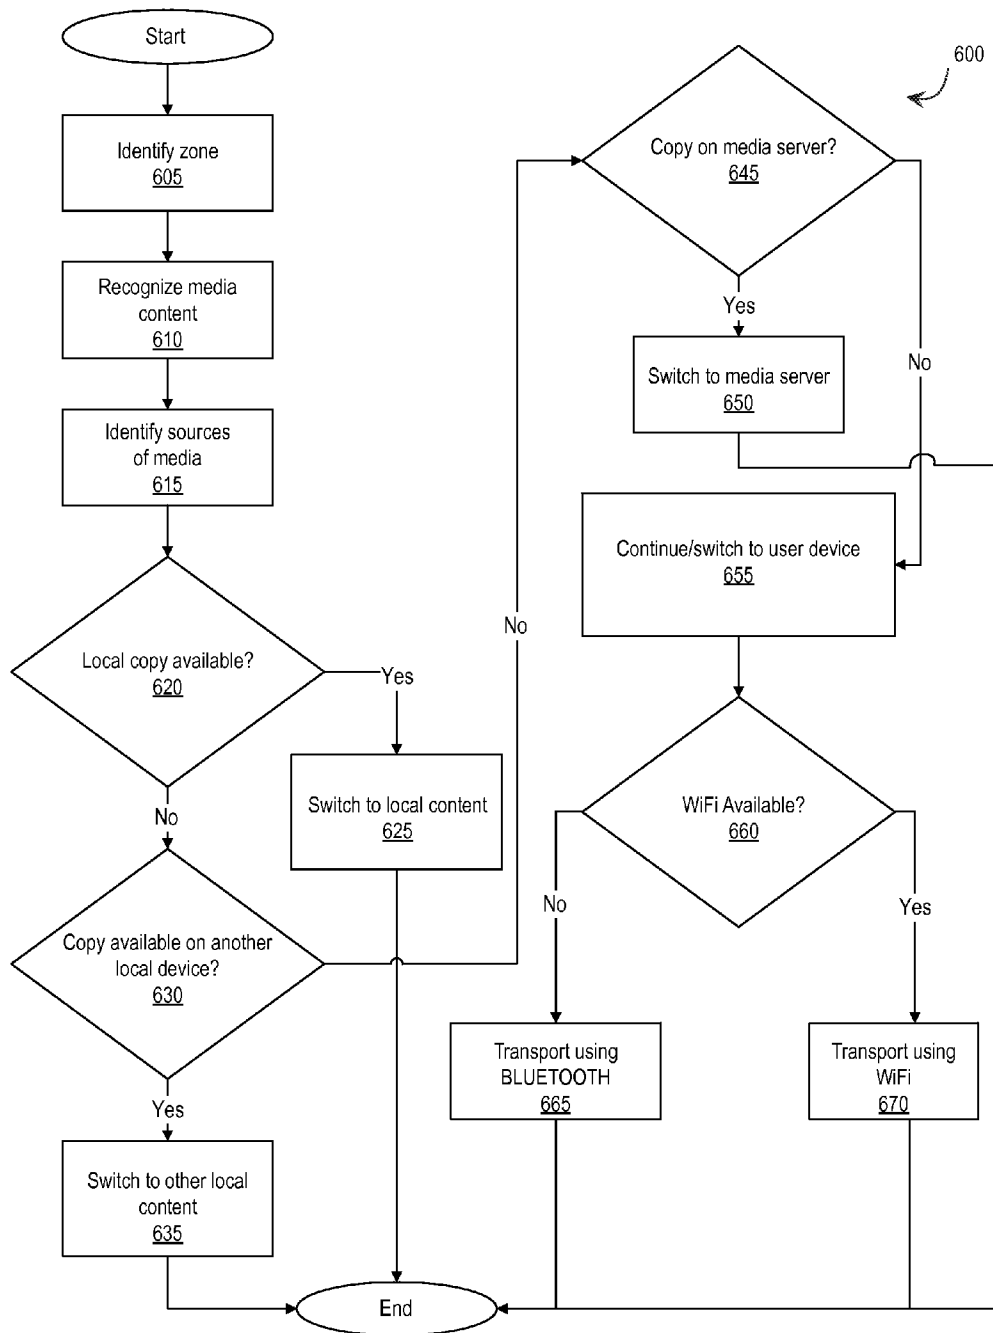 Start
Identify zone
605
Recognize media
content
610
Identify sources
of media
615
Local copy available?
620
Yes
Switch to local content
625
No
Copy available on another
local device?
630
No
Yes
Switch to other local
content
635
End
600
Copy on media server?
645
Yes
No
Switch to media server
650
Continue/switch to user device
655
WiFi Available?
660
No
Yes
Transport using
BLUETOOTH
665
Transport using
WiFi
670